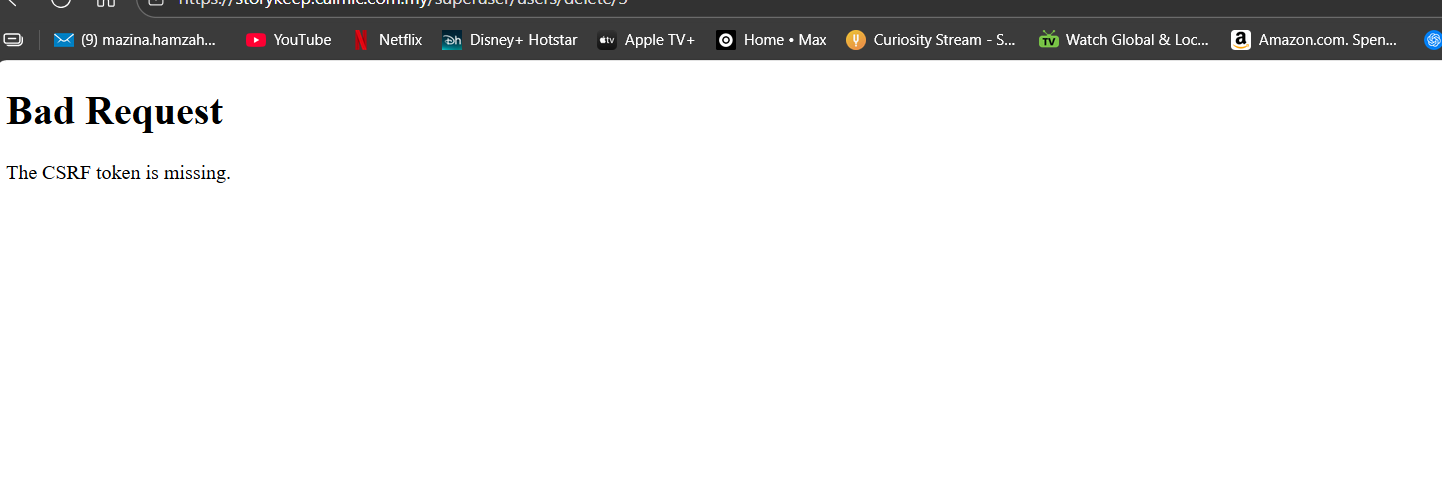 https://storykeep.calmic.com.my/superuser/users/delete/5
(9) mazina.hamzah... YouTube Netflix Disney+ Hotstar Apple TV+ Home • Max Curiosity Stream - S... Watch Global & Loc... Amazon.com. Spen...
Bad Request
The CSRF token is missing.